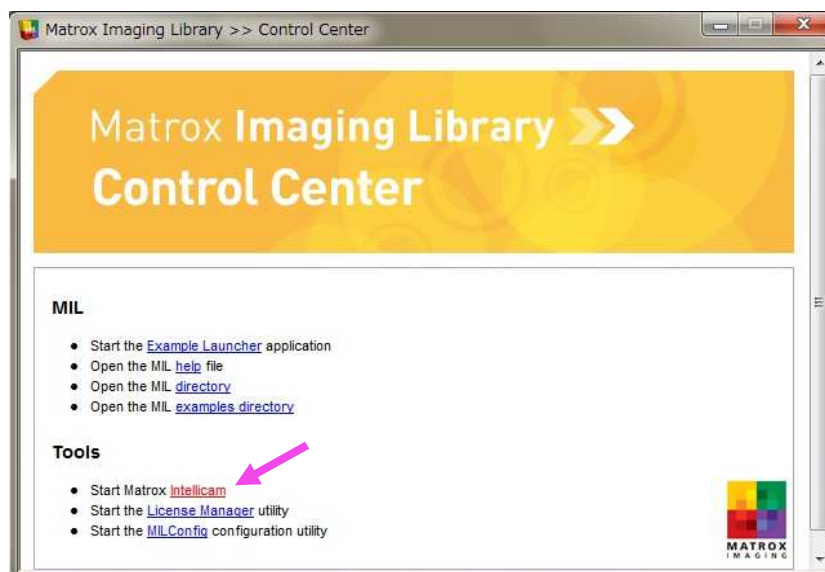 Matrox Imaging Library >> Control Center
Matrox Imaging Library >>
Control Center
MIL
• Start the Example Launcher application
• Open the MIL help file
• Open the MIL directory
• Open the MIL examples directory
Tools
• Start Matrox Intellicam
• Start the License Manager utility
• Start the MILConfig configuration utility
MATROX
IMAGING